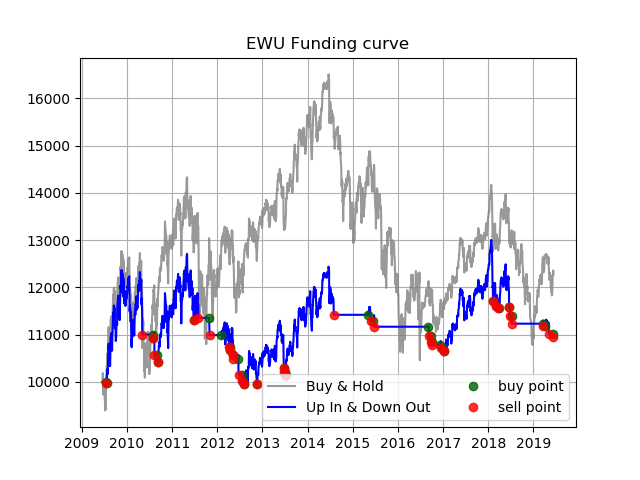 EWU Funding curve
16000
15000
14000
13000
12000
11000
10000
Buy & Hold
Up In & Down Out
buy point
sell point
2009 2010 2011 2012 2013 2014 2015 2016 2017 2018 2019